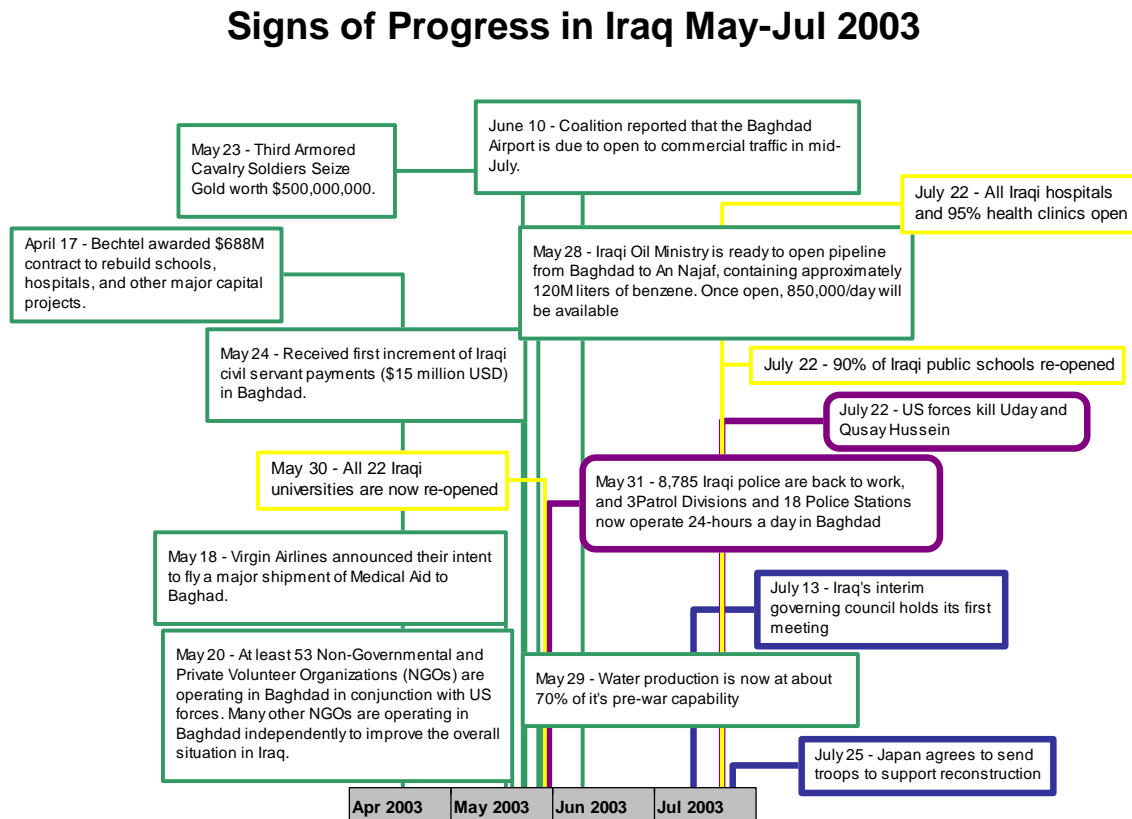 Signs of Progress in Iraq May-Jul 2003
May 23 - Third Armored
Cavalry Soldiers Seize
Gold worth $500,000,000.
June 10 - Coalition reported that the Baghdad
Airport is due to open to commercial traffic in mid-
July.
July 22 - All Iraqi hospitals
and 95% health clinics open
April 17 - Bechtel awarded $688M
contract to rebuild schools,
hospitals, and other major capital
projects.
May 28 - Iraqi Oil Ministry is ready to open pipeline
from Baghdad to An Najaf, containing approximately
120M liters of benzene. Once open, 850,000/day will
be available
May 24 - Received first increment of Iraqi
civil servant payments ($15 million USD)
in Baghdad.
July 22 - 90% of Iraqi public schools re-opened
July 22 - US forces kill Uday and
Qusay Hussein
May 30 - All 22 Iraqi
universities are now re-opened
May 31 - 8,785 Iraqi police are back to work,
and 3Patrol Divisions and 18 Police Stations
now operate 24-hours a day in Baghdad
May 18 - Virgin Airlines announced their intent
to fly a major shipment of Medical Aid to
Baghad.
July 13 - Iraq's interim
governing council holds its first
meeting
May 20 - At least 53 Non-Governmental and
Private Volunteer Organizations (NGOs) are
operating in Baghdad in conjunction with US
forces. Many other NGOs are operating in
Baghdad independently to improve the overall
situation in Iraq.
May 29 - Water production is now at about
70% of it's pre-war capability
July 25 - Japan agrees to send
troops to support reconstruction
Apr 2003 May 2003 Jun 2003 Jul 2003